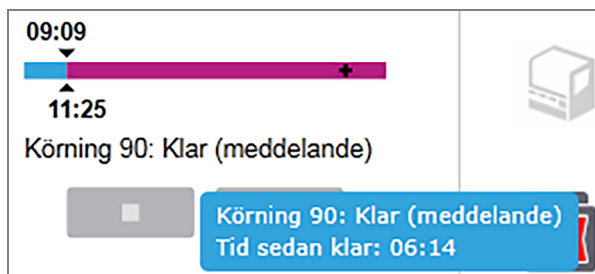 09:09
11:25
Körning 90: Klar (meddelande)
Körning 90: Klar (meddelande)
Tid sedan klar: 06:14